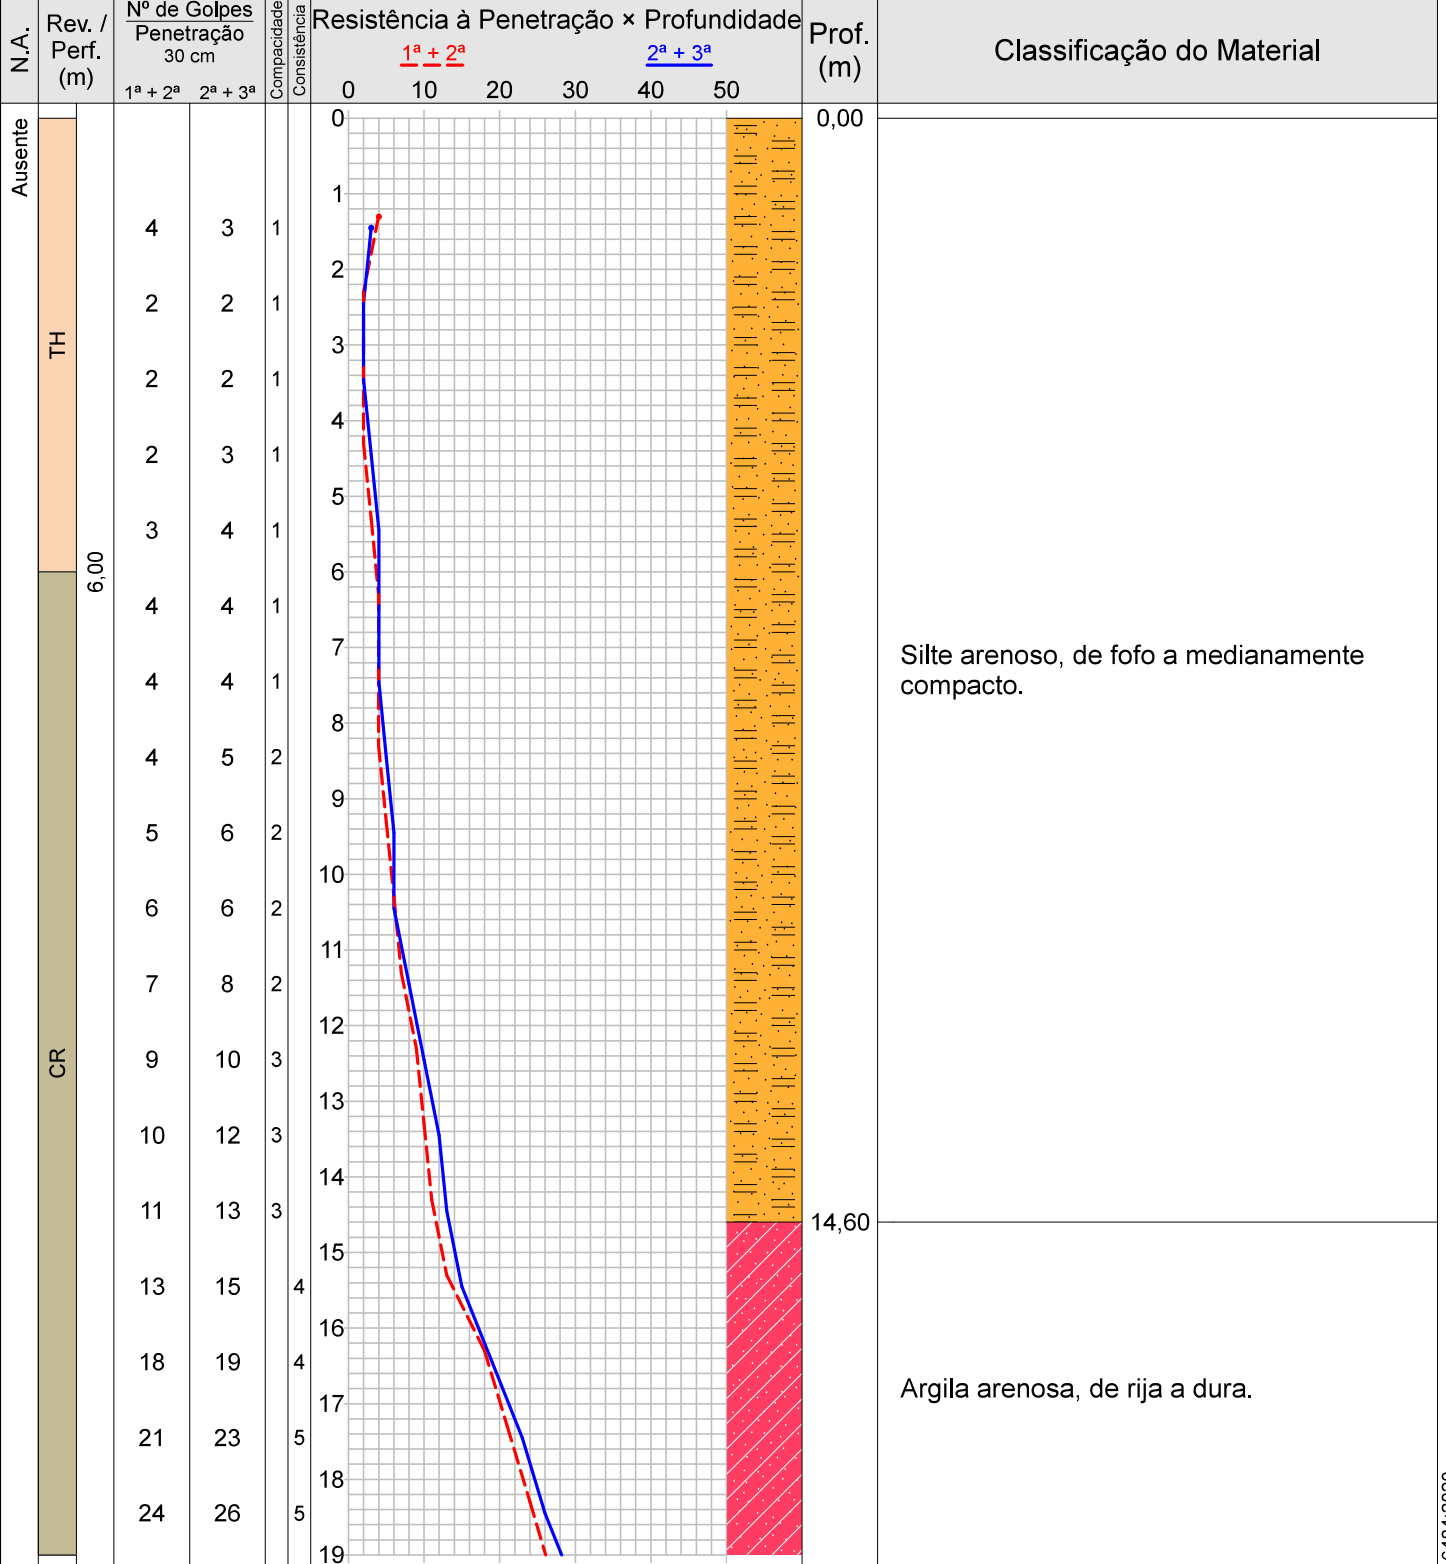 N.A.
Rev. /
Perf.
(m)
Nº de Golpes
Penetração
30 cm
1ª + 2ª 2ª + 3ª
Compacidade
Consistência
Resistência à Penetração × Profundidade
1ª + 2ª 2ª + 3ª
0 10 20 30 40 50
Prof.
(m)
Classificação do Material
Ausente
TH
6,00
CR
0 0,00
1
4 3 1
2
2 2 1
3
2 2 1
4
2 3 1
5
3 4 1
6
4 4 1
7
4 4 1
8
4 5 2
9
5 6 2
10
6 6 2
11
7 8 2
12
9 10 3
13
10 12 3
14
11 13 3
14,60
15
13 15 4
16
18 19 4
17
21 23 5
18
24 26 5
19
Silte arenoso, de fofo a medianamente
compacto.
Argila arenosa, de rija a dura.